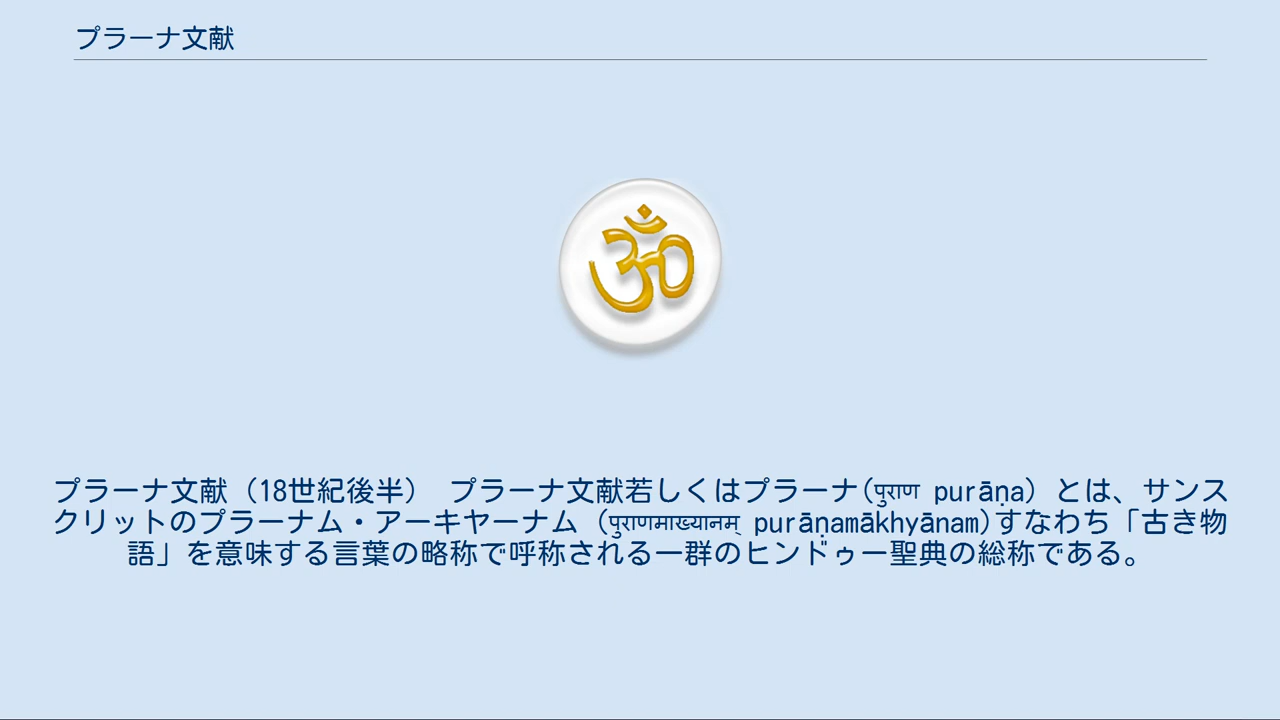 プラーナ文献
ॐ
プラーナ文献（18世紀後半） プラーナ文献若しくはプラーナ(पुराण purāṇa) とは、サンス
クリットのプラーナム・アーキヤーナム (पुराणमाख्यानम् purāṇamākhyānam)すなわち「古き物
語」を意味する言葉の略称で呼称される一群のヒンドゥー聖典の総称である。